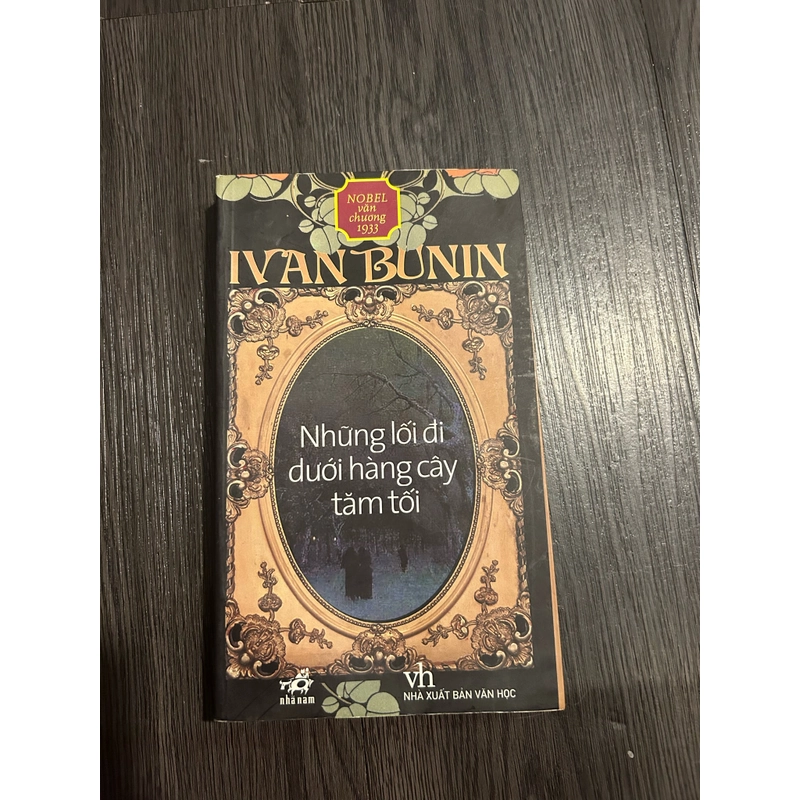 NOBEL
văn
chương
1933
IVAN BUNIN
Những lối đi
dưới hàng cây
tăm tối
nhã nam
vh
NHÀ XUẤT BẢN VĂN HỌC